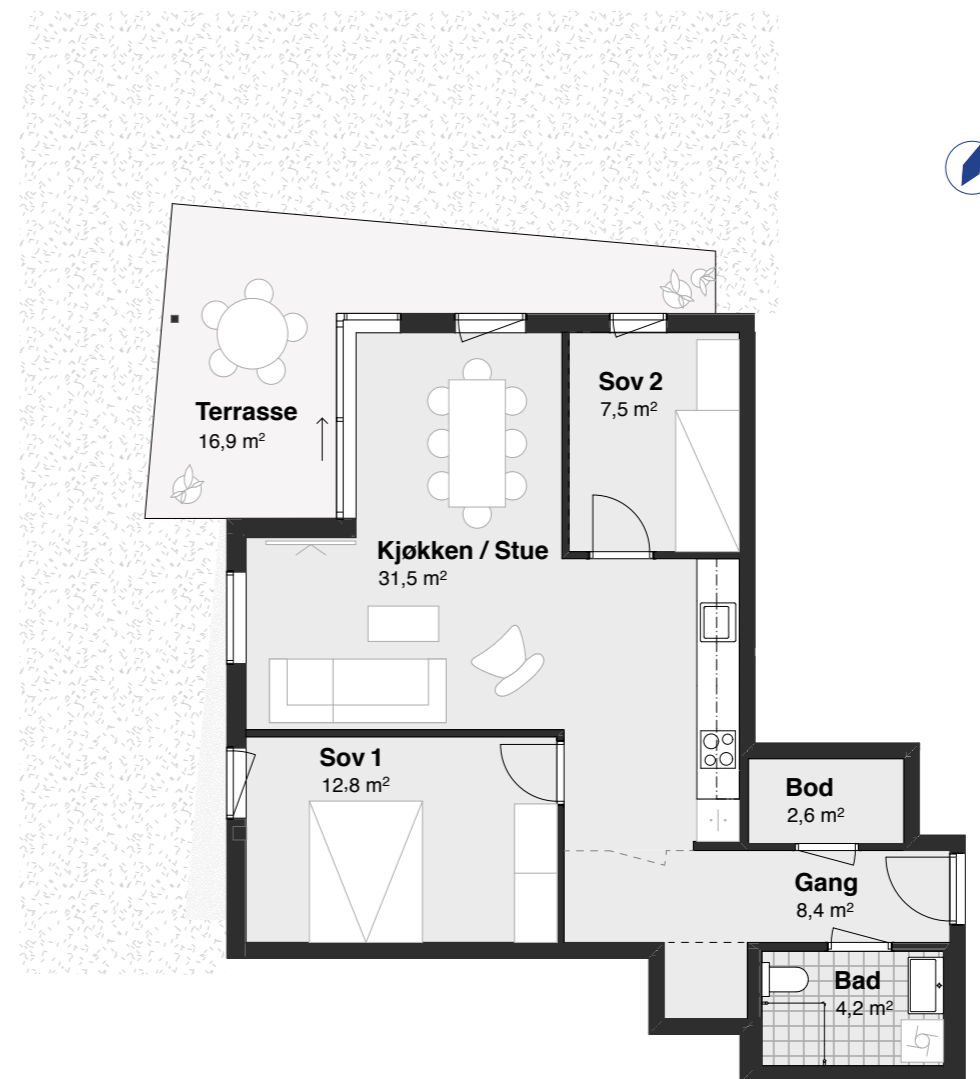 Sov 2
7,5 m²
Terrasse
16,9 m²
Kjøkken / Stue
31,5 m²
Sov 1
12,8 m²
Bod
2,6 m²
Gang
8,4 m²
Bad
4,2 m²